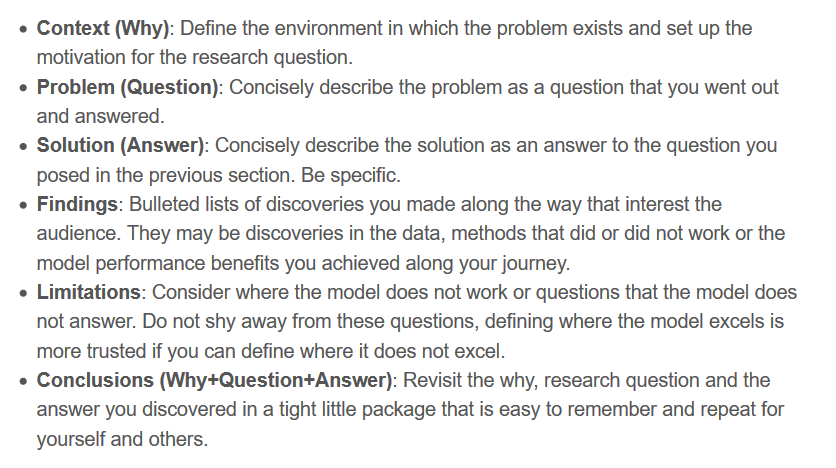 • Context (Why): Define the environment in which the problem exists and set up the
motivation for the research question.
• Problem (Question): Concisely describe the problem as a question that you went out
and answered.
• Solution (Answer): Concisely describe the solution as an answer to the question you
posed in the previous section. Be specific.
• Findings: Bulleted lists of discoveries you made along the way that interest the
audience. They may be discoveries in the data, methods that did or did not work or the
model performance benefits you achieved along your journey.
• Limitations: Consider where the model does not work or questions that the model does
not answer. Do not shy away from these questions, defining where the model excels is
more trusted if you can define where it does not excel.
• Conclusions (Why+Question+Answer): Revisit the why, research question and the
answer you discovered in a tight little package that is easy to remember and repeat for
yourself and others.